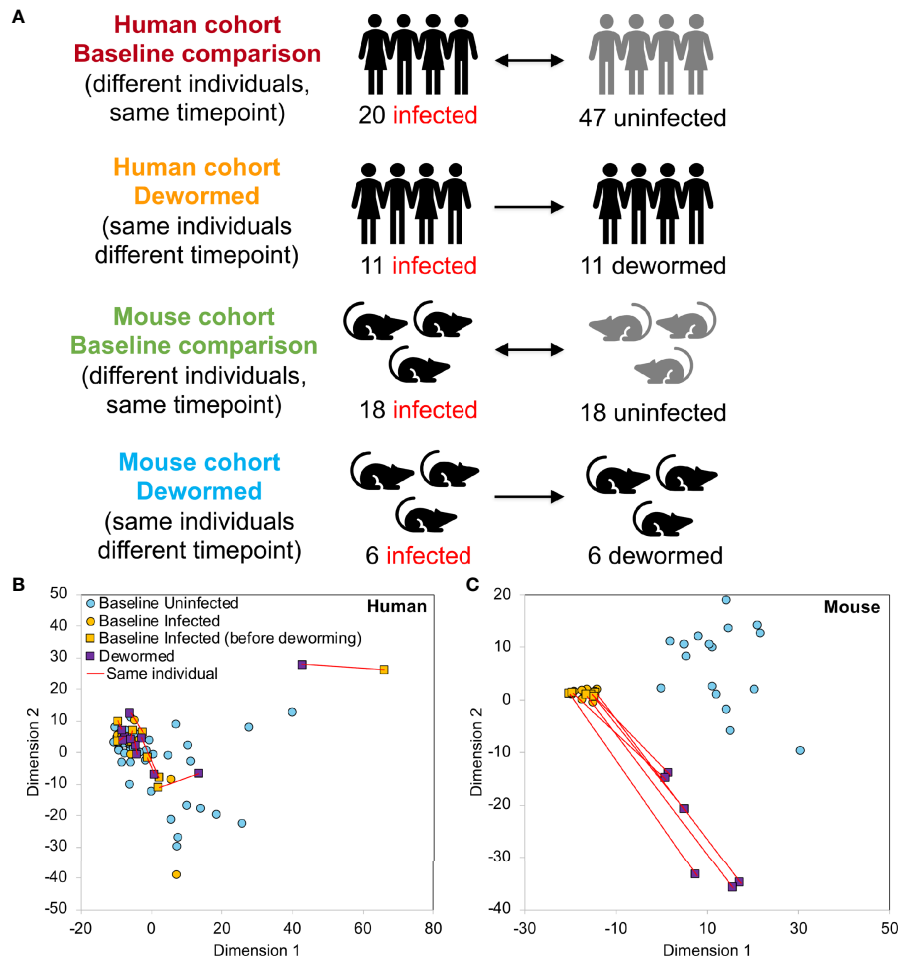 A
Human cohort
Baseline comparison
(different individuals,
same timepoint)
20 infected
47 uninfected
Human cohort
Dewormed
(same individuals
different timepoint)
11 infected
11 dewormed
Mouse cohort
Baseline comparison
(different individuals,
same timepoint)
18 infected
18 uninfected
Mouse cohort
Dewormed
(same individuals
different timepoint)
6 infected
6 dewormed
B
Human
Baseline Uninfected
Baseline Infected
Baseline Infected (before deworming)
Dewormed
Same individual
Dimension 2
50
40
30
20
10
0
-10
-20
-30
-40
-50
-20
0
20
40
60
80
Dimension 1
C
Mouse
Dimension 2
20
10
0
-10
-20
-30
-40
-30
-10
10
30
50
Dimension 1